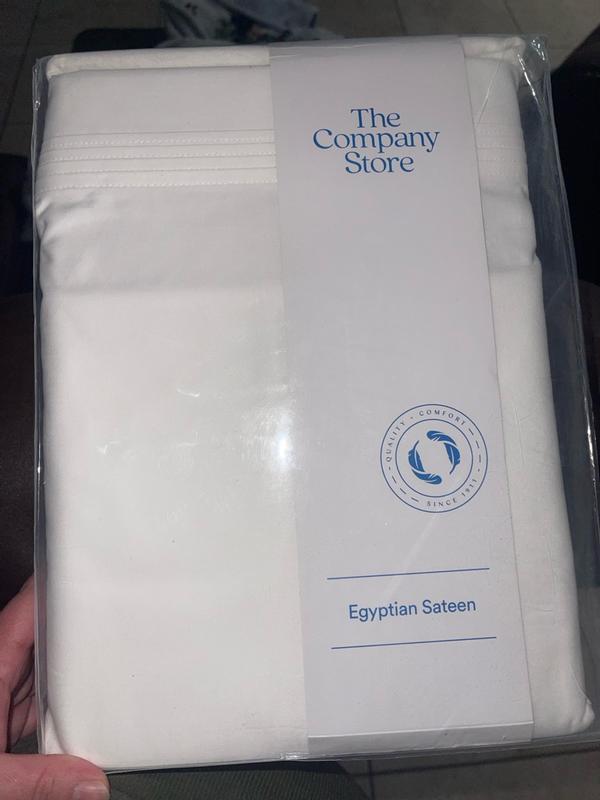 The
Company
Store
QUALITY · COMFORT
SINCE 1911
Egyptian Sateen